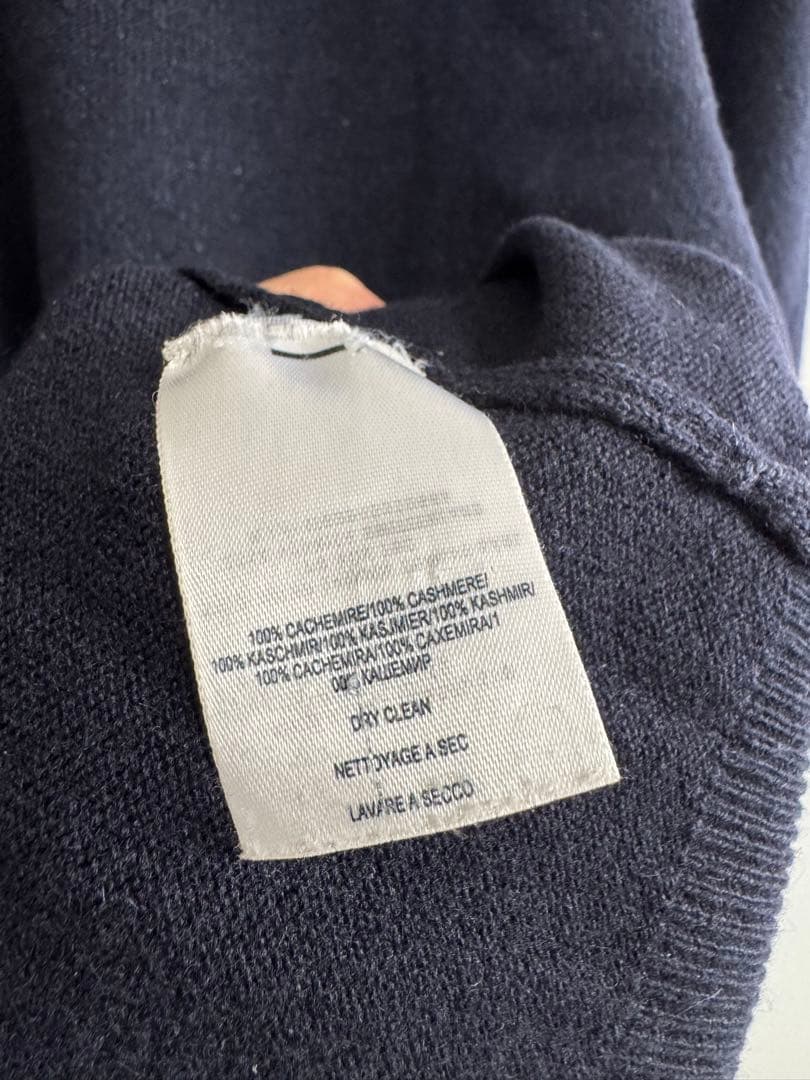 100% CACHEMIRE/100% CASHMERE/
100% KASCHMIR/100% KASJMIER/100% KASHMIR/
100% CACHEMIRA/100% CAXEMIRA/1
00% КАШЕМИР
DRY CLEAN
NETTOYAGE A SEC
LAVARE A SECCO